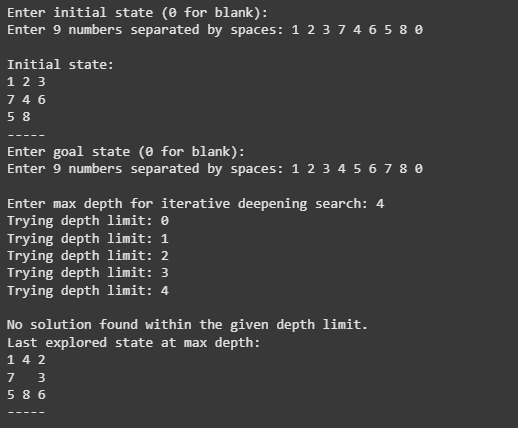 Enter initial state (0 for blank):
Enter 9 numbers separated by spaces: 1 2 3 7 4 6 5 8 0
Initial state:
1 2 3
7 4 6
5 8
-----
Enter goal state (0 for blank):
Enter 9 numbers separated by spaces: 1 2 3 4 5 6 7 8 0
Enter max depth for iterative deepening search: 4
Trying depth limit: 0
Trying depth limit: 1
Trying depth limit: 2
Trying depth limit: 3
Trying depth limit: 4
No solution found within the given depth limit.
Last explored state at max depth:
1 4 2
7   3
5 8 6
-----